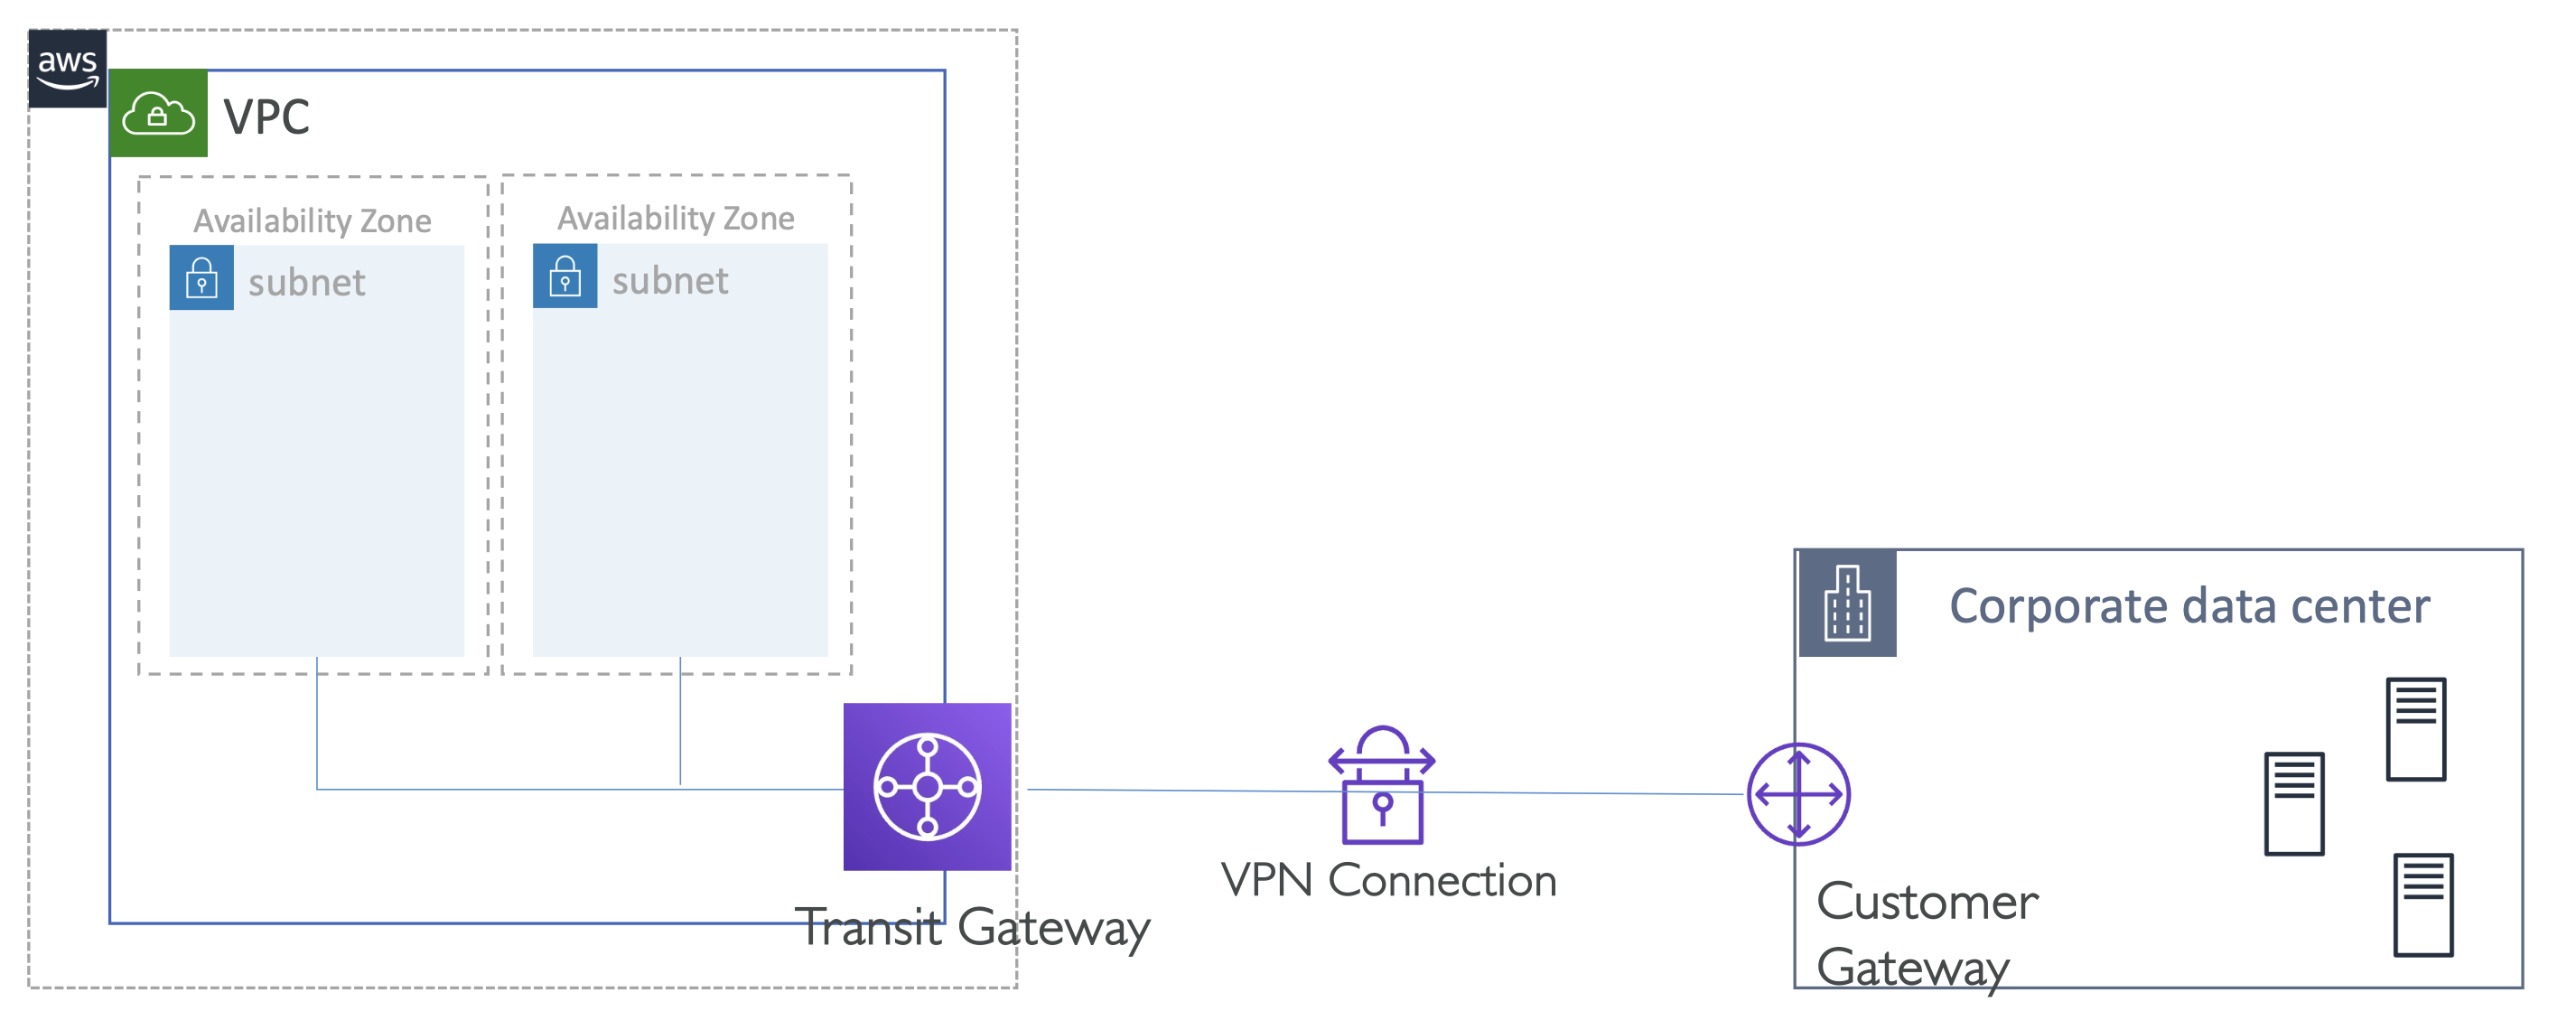 aws
VPC
Availability Zone
subnet
Availability Zone
subnet
Transit Gateway
VPN Connection
Corporate data center
Customer
Gateway